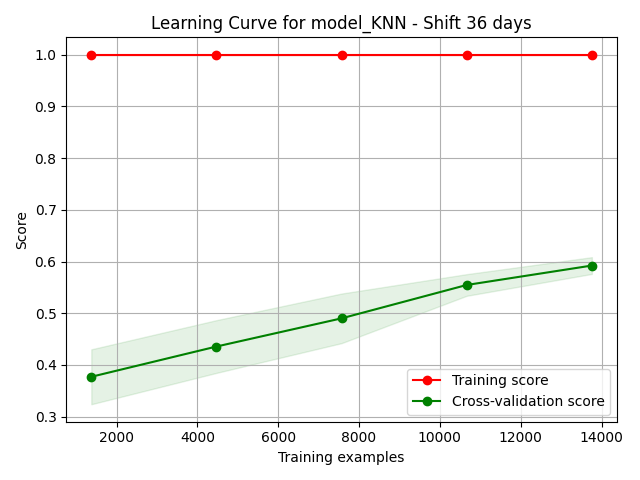 Learning Curve for model_KNN - Shift 36 days
Score
1.0
0.9
0.8
0.7
0.6
0.5
0.4
0.3
2000 4000 6000 8000 10000 12000 14000
Training examples
Training score
Cross-validation score